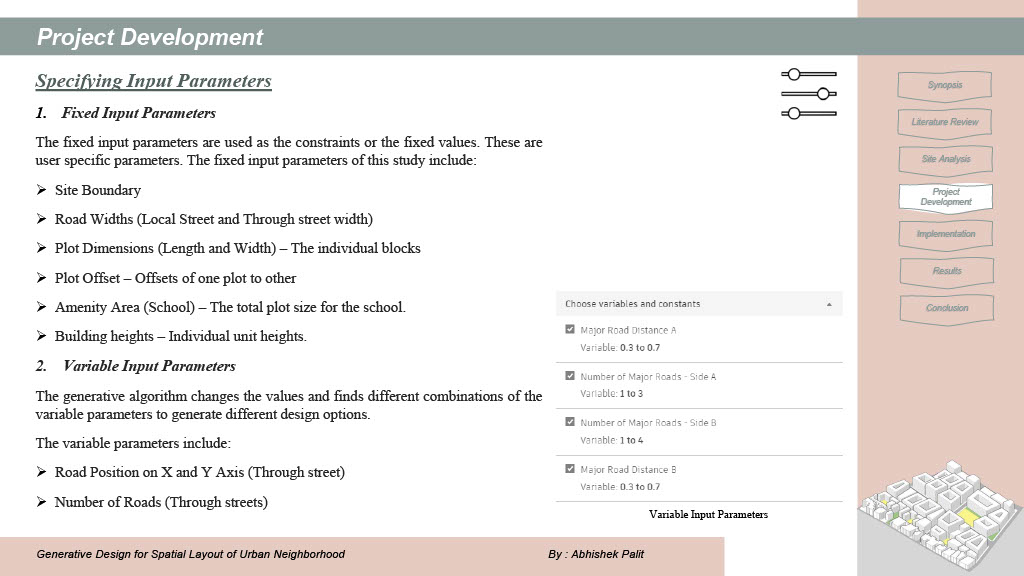 Project Development
Specifying Input Parameters
1. Fixed Input Parameters
The fixed input parameters are used as the constraints or the fixed values. These are
user specific parameters. The fixed input parameters of this study include:
➢ Site Boundary
➢ Road Widths (Local Street and Through street width)
➢ Plot Dimensions (Length and Width) – The individual blocks
➢ Plot Offset – Offsets of one plot to other
➢ Amenity Area (School) – The total plot size for the school.
➢ Building heights – Individual unit heights.
2. Variable Input Parameters
The generative algorithm changes the values and finds different combinations of the
variable parameters to generate different design options.
The variable parameters include:
➢ Road Position on X and Y Axis (Through street)
➢ Number of Roads (Through streets)
Choose variables and constants
Major Road Distance A
Variable: 0.3 to 0.7
Number of Major Roads - Side A
Variable: 1 to 3
Number of Major Roads - Side B
Variable: 1 to 4
Major Road Distance B
Variable: 0.3 to 0.7
Variable Input Parameters
Synopsis
Literature Review
Site Analysis
Project
Development
Implementation
Results
Conclusion
Generative Design for Spatial Layout of Urban Neighborhood
By : Abhishek Palit